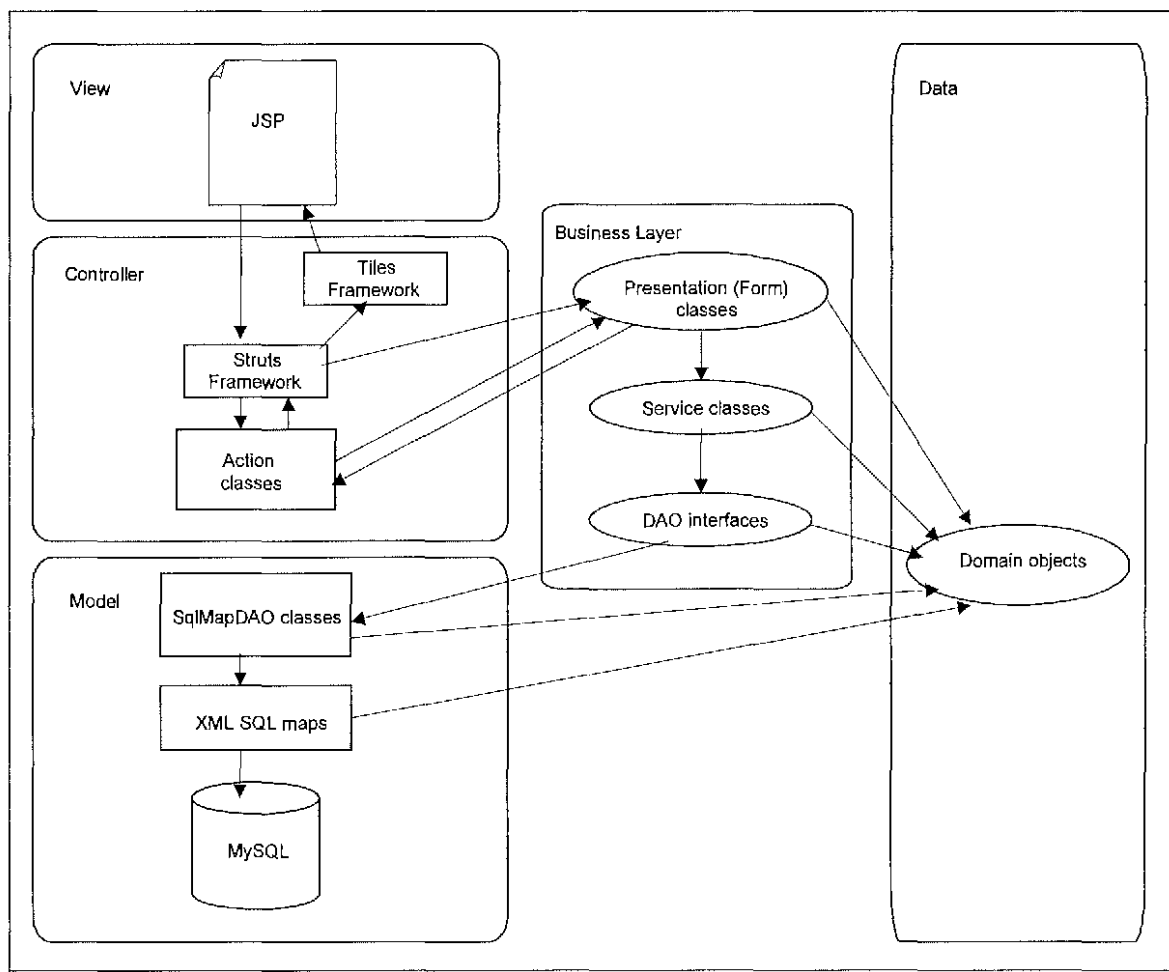 View
JSP
Controller
Tiles
Framework
Struts
Framework
Action
classes
Business Layer
Presentation (Form)
classes
Service classes
DAO interfaces
Model
SqlMapDAO classes
XML SQL maps
MySQL
Data
Domain objects